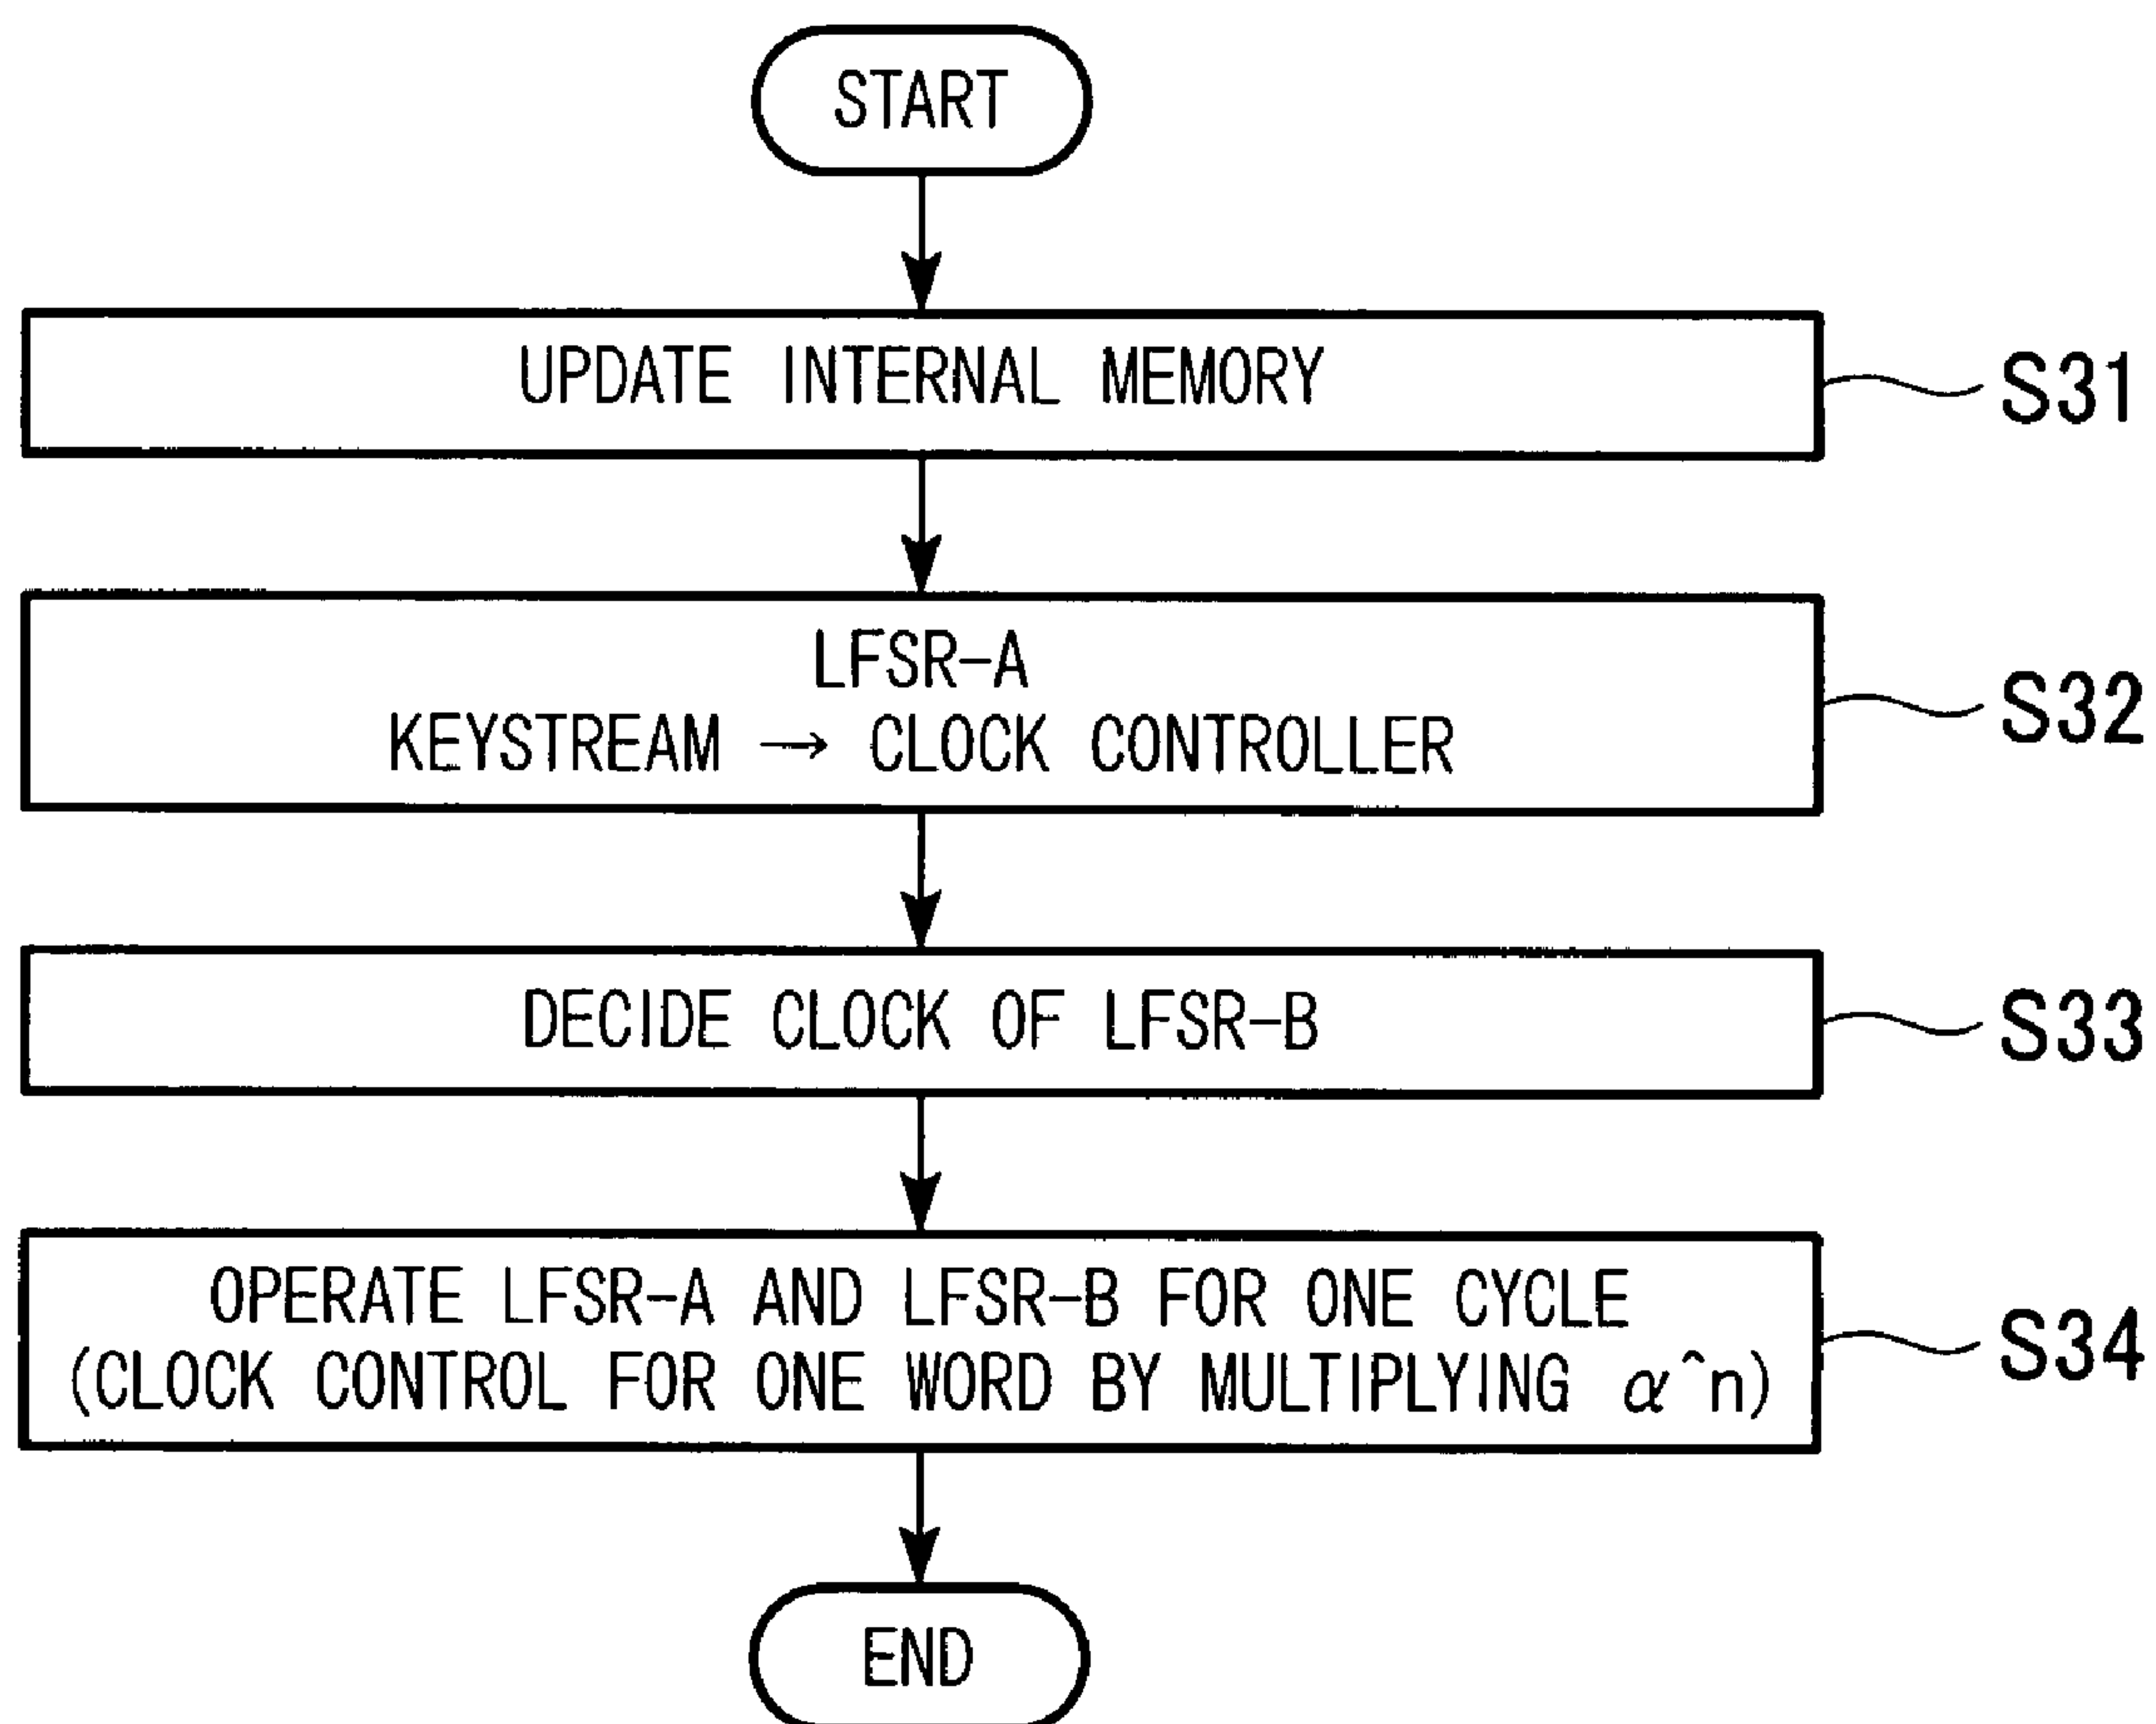 START
UPDATE INTERNAL MEMORY
S31
LFSR-A
KEYSTREAM → CLOCK CONTROLLER
S32
DECIDE CLOCK OF LFSR-B
S33
OPERATE LFSR-A AND LFSR-B FOR ONE CYCLE
(CLOCK CONTROL FOR ONE WORD BY MULTIPLYING α^n)
S34
END